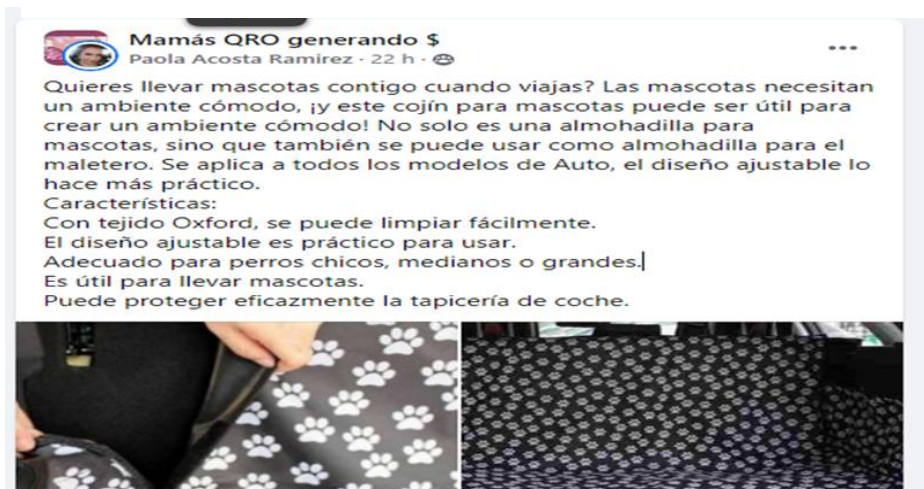 Mamás QRO generando $
Paola Acosta Ramirez · 22 h ·
Quieres llevar mascotas contigo cuando viajas? Las mascotas necesitan
un ambiente cómodo, ¡y este cojín para mascotas puede ser útil para
crear un ambiente cómodo! No solo es una almohadilla para
mascotas, sino que también se puede usar como almohadilla para el
maletero. Se aplica a todos los modelos de Auto, el diseño ajustable lo
hace más práctico.
Características:
Con tejido Oxford, se puede limpiar fácilmente.
El diseño ajustable es práctico para usar.
Adecuado para perros chicos, medianos o grandes.
Es útil para llevar mascotas.
Puede proteger eficazmente la tapicería de coche.